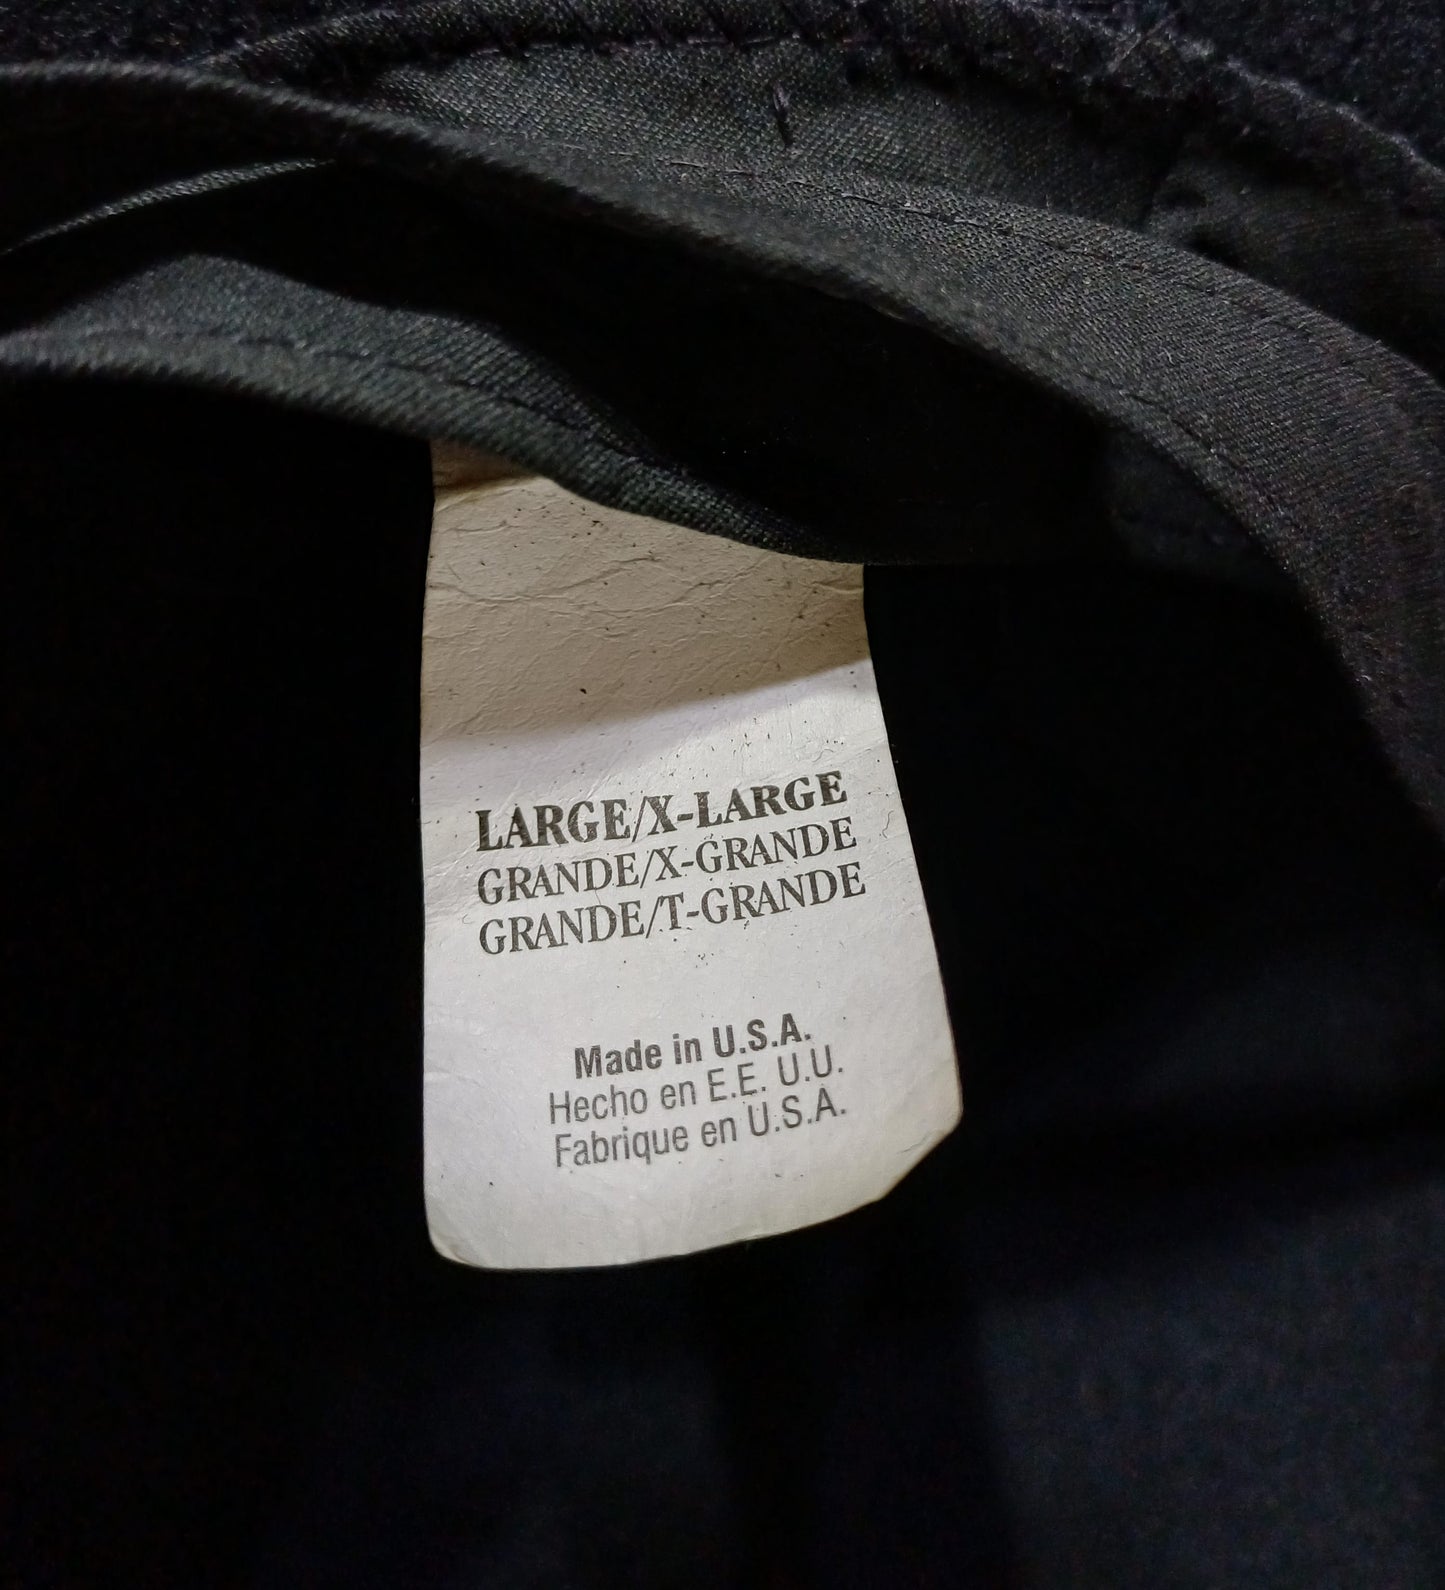 LARGE/X-LARGE
GRANDE/X-GRANDE
GRANDE/T-GRANDE
Made in U.S.A.
Hecho en E.E. U.U.
Fabrique en U.S.A.